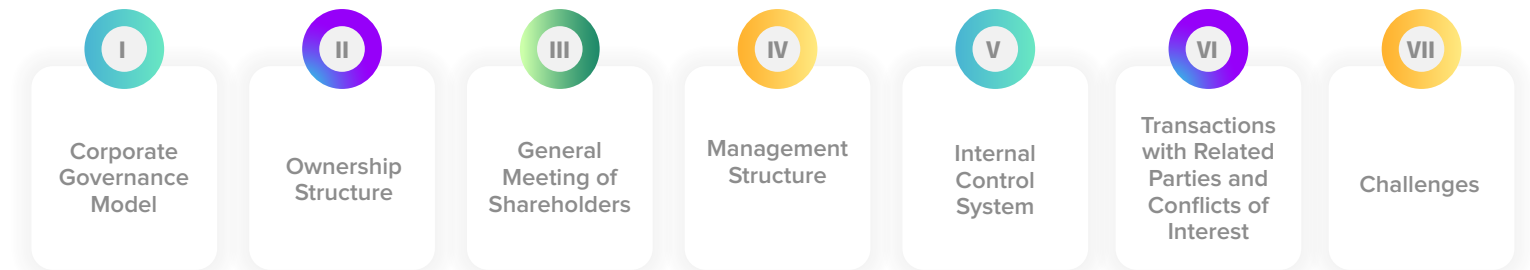 I
Corporate
Governance
Model
II
Ownership
Structure
III
General
Meeting of
Shareholders
IV
Management
Structure
V
Internal
Control
System
VI
Transactions
with Related
Parties and
Conflicts of
Interest
VII
Challenges